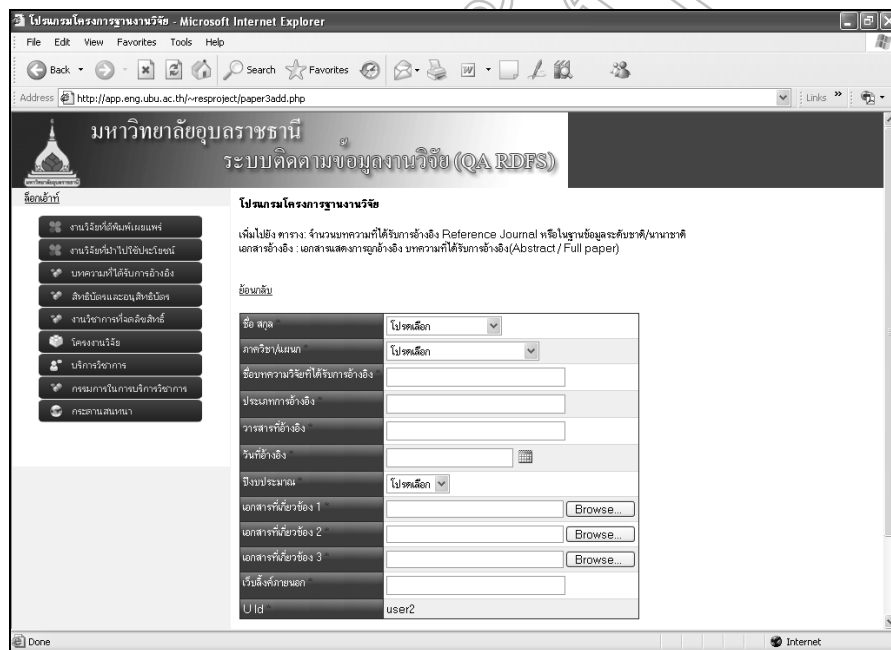 โปรแกรมโครงการฐานงานวิจัย - Microsoft Internet Explorer
File Edit View Favorites Tools Help
Back Search Favorites
Address http://app.eng.ubu.ac.th/~resproject/paper3add.php Links »
มหาวิทยาลัยอุบลราชธานี
ระบบติดตามข้อมูลงานวิจัย (QA RDFS)
ล็อกเอ้าท์
งานวิจัยที่ตีพิมพ์เผยแพร่
งานวิจัยที่นำไปใช้ประโยชน์
บทความที่ได้รับการอ้างอิง
สิทธิบัตรและอนุสิทธิบัตร
งานวิชาการที่จดลิขสิทธิ์
โครงงานวิจัย
บริการวิชาการ
กรรมการในการบริการวิชาการ
กระดานสนทนา
โปรแกรมโครงการฐานงานวิจัย
เพิ่มไปยัง ตาราง: จำนวนบทความที่ได้รับการอ้างอิง Reference Journal หรือในฐานข้อมูลระดับชาติ/นานาชาติ
เอกสารอ้างอิง : เอกสารแสดงการถูกอ้างอิง บทความที่ได้รับการอ้างอิง(Abstract / Full paper)
ย้อนกลับ
ชื่อ สกุล * โปรดเลือก
ภาควิชา/แผนก * โปรดเลือก
ชื่อบทความวิจัยที่ได้รับการอ้างอิง *
ประเภทการอ้างอิง *
วารสารที่อ้างอิง *
วันที่อ้างอิง *
ปีงบประมาณ * โปรดเลือก
เอกสารที่เกี่ยวข้อง 1 * Browse...
เอกสารที่เกี่ยวข้อง 2 * Browse...
เอกสารที่เกี่ยวข้อง 3 * Browse...
เว็บลิ้งค์ภายนอก *
U Id * user2
Done Internet